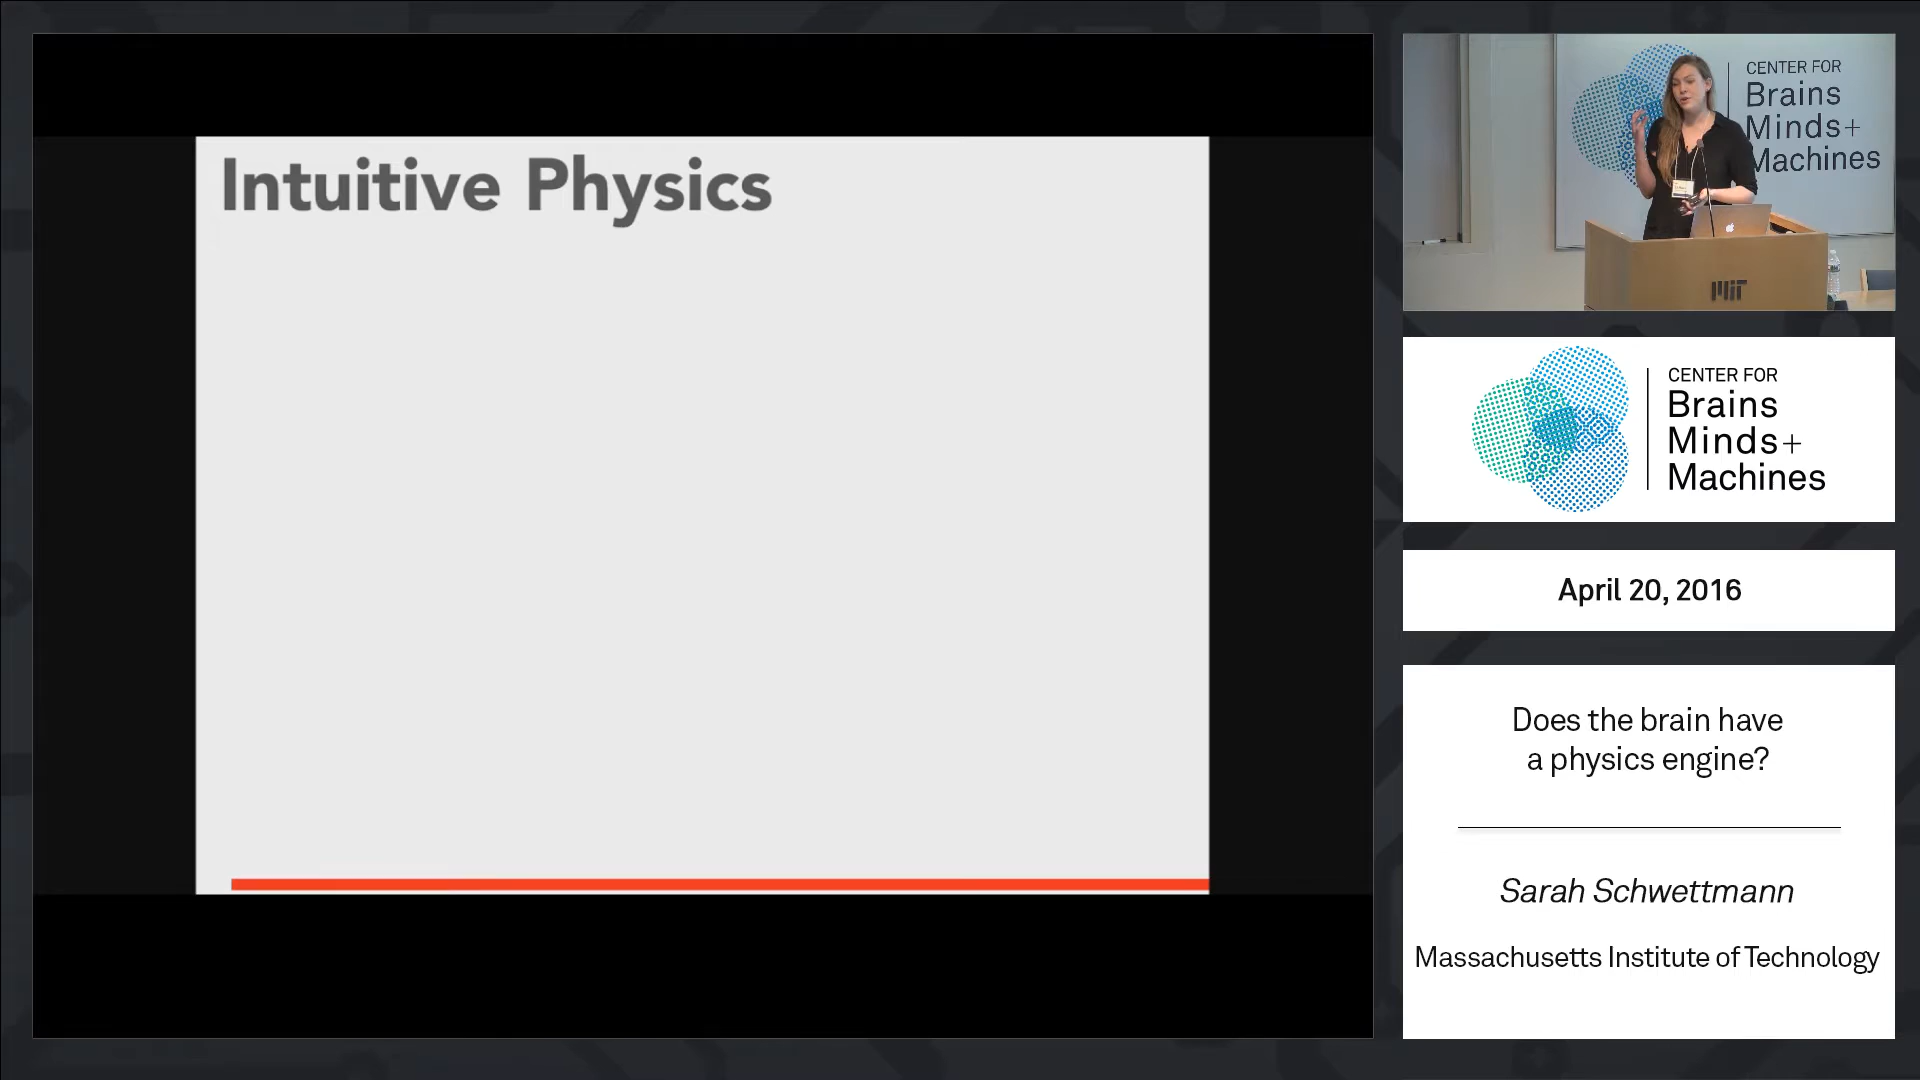 Intuitive Physics
CENTER FOR
Brains
Minds+
Machines
MIT
CENTER FOR
Brains
Minds+
Machines
April 20, 2016
Does the brain have
a physics engine?
Sarah Schwettmann
Massachusetts Institute of Technology